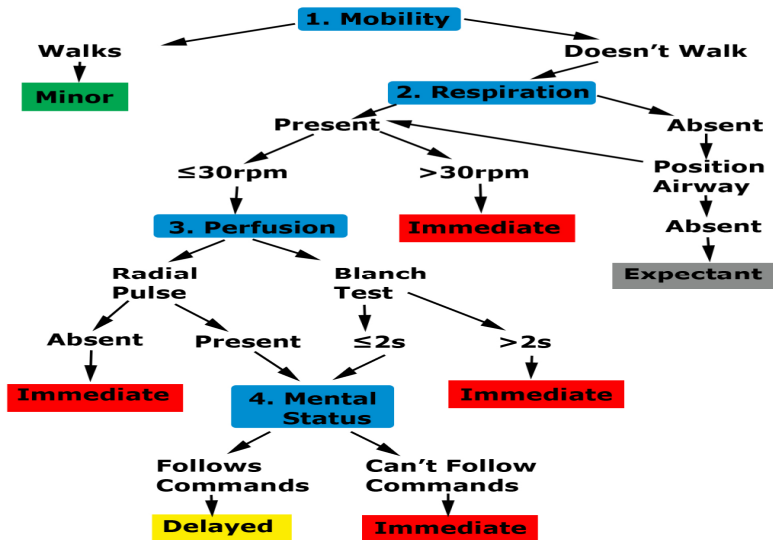 1. Mobility
Walks
Doesn't Walk
Minor
2. Respiration
Present
Absent
≤30rpm
>30rpm
Position
Airway
3. Perfusion
Immediate
Absent
Radial
Pulse
Blanch
Test
Expectant
Absent
Present
≤2s
>2s
Immediate
4. Mental
Status
Immediate
Follows
Commands
Can't Follow
Commands
Delayed
Immediate